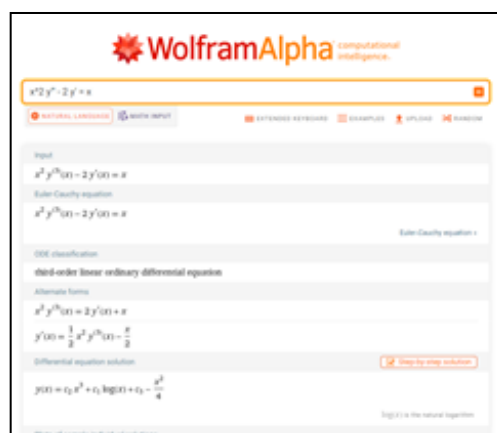 WolframAlpha computational intelligence.
x^2 y''' - 2 y' = x
NATURAL LANGUAGE MATH INPUT EXTENDED KEYBOARD EXAMPLES UPLOAD RANDOM
Input
x² y⁽³⁾(x) - 2 y'(x) = x
Euler-Cauchy equation
x² y⁽³⁾(x) - 2 y'(x) = x
Euler-Cauchy equation »
ODE classification
third-order linear ordinary differential equation
Alternate forms
x² y⁽³⁾(x) = 2 y'(x) + x
y'(x) = 1/2 x² y⁽³⁾(x) - x/2
Differential equation solution
Step-by-step solution
y(x) = c₂ x³ + c₁ log(x) + c₃ - x²/4
log(x) is the natural logarithm